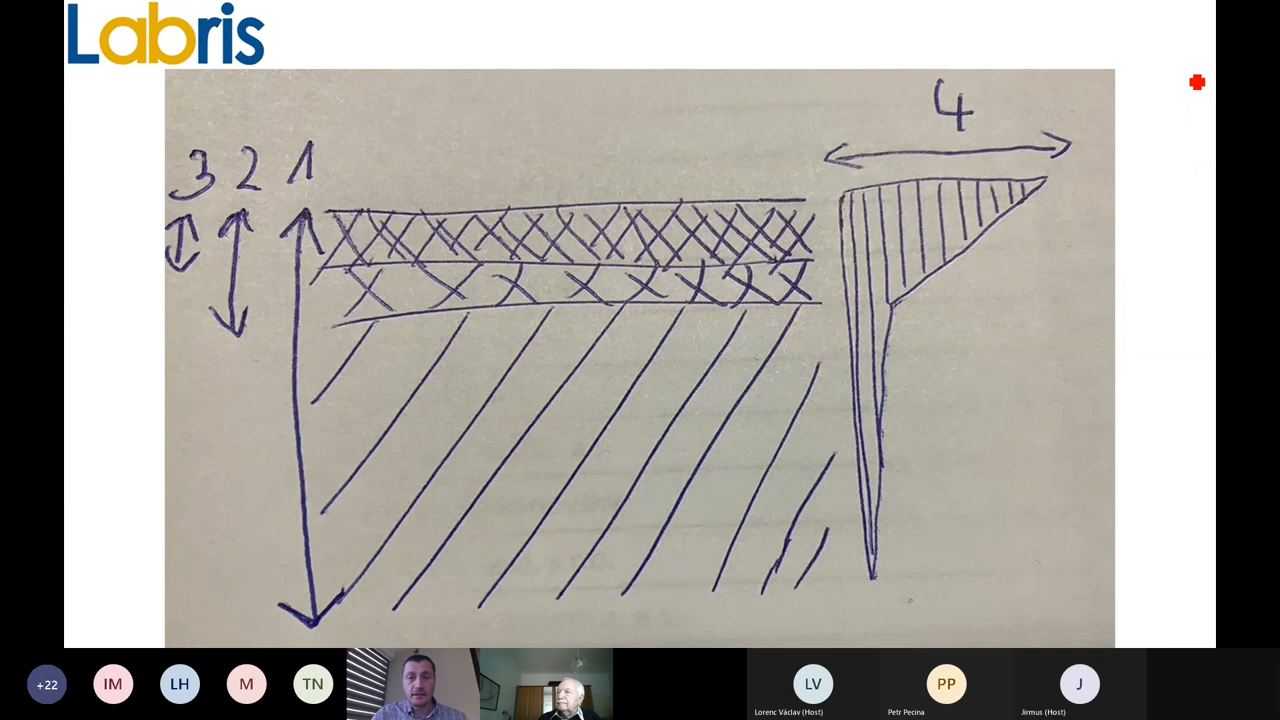 Labris
4
3 2 1
+22
IM
LH
M
TN
LV
PP
J
Lorenc Václav (Host)
Petr Pecina
Jirmus (Host)